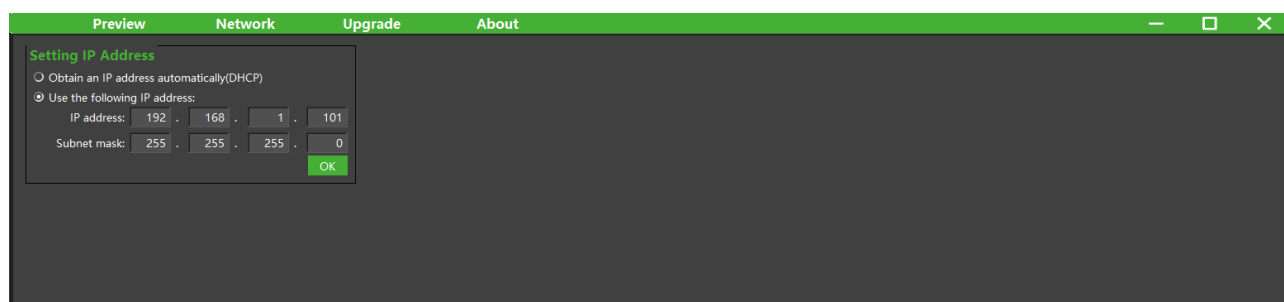 Preview Network Upgrade About
Setting IP Address
Obtain an IP address automatically(DHCP)
Use the following IP address:
IP address: 192 . 168 . 1 . 101
Subnet mask: 255 . 255 . 255 . 0
OK